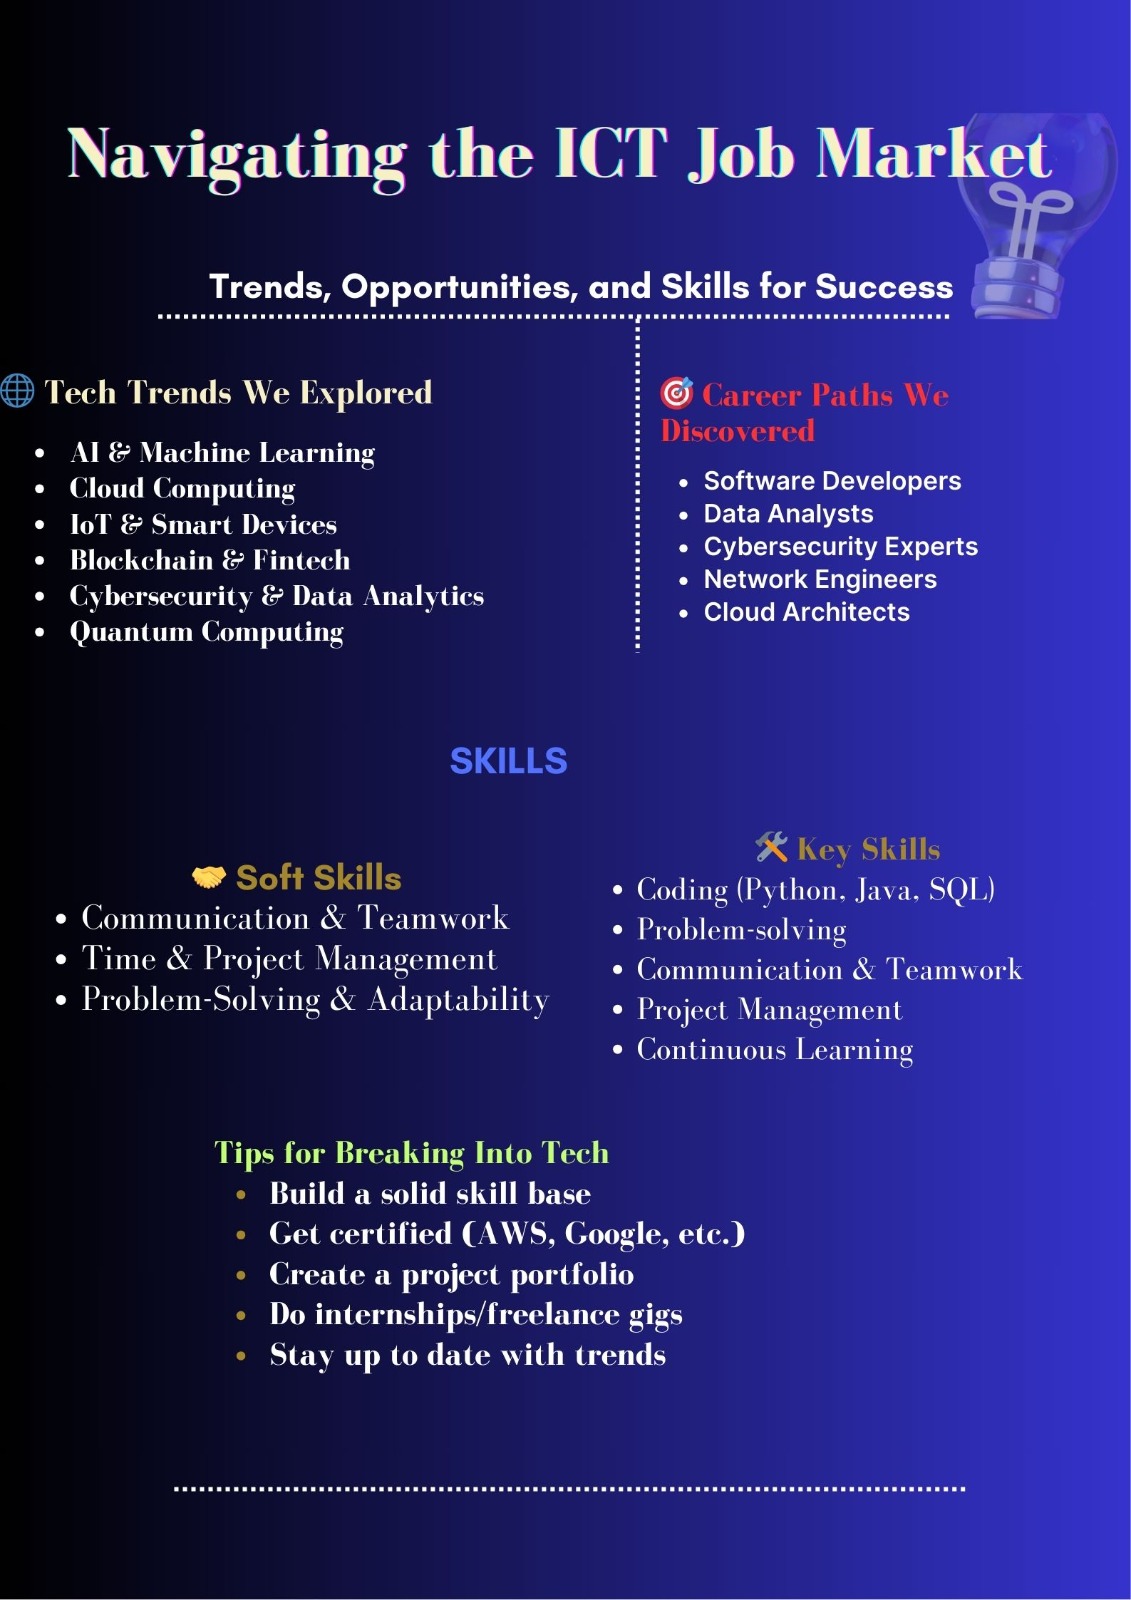 Navigating the ICT Job Market
Trends, Opportunities, and Skills for Success
🌐 Tech Trends We Explored
• AI & Machine Learning
• Cloud Computing
• IoT & Smart Devices
• Blockchain & Fintech
• Cybersecurity & Data Analytics
• Quantum Computing
🎯 Career Paths We
Discovered
• Software Developers
• Data Analysts
• Cybersecurity Experts
• Network Engineers
• Cloud Architects
SKILLS
🤝 Soft Skills
• Communication & Teamwork
• Time & Project Management
• Problem-Solving & Adaptability
🛠 Key Skills
• Coding (Python, Java, SQL)
• Problem-solving
• Communication & Teamwork
• Project Management
• Continuous Learning
Tips for Breaking Into Tech
• Build a solid skill base
• Get certified (AWS, Google, etc.)
• Create a project portfolio
• Do internships/freelance gigs
• Stay up to date with trends